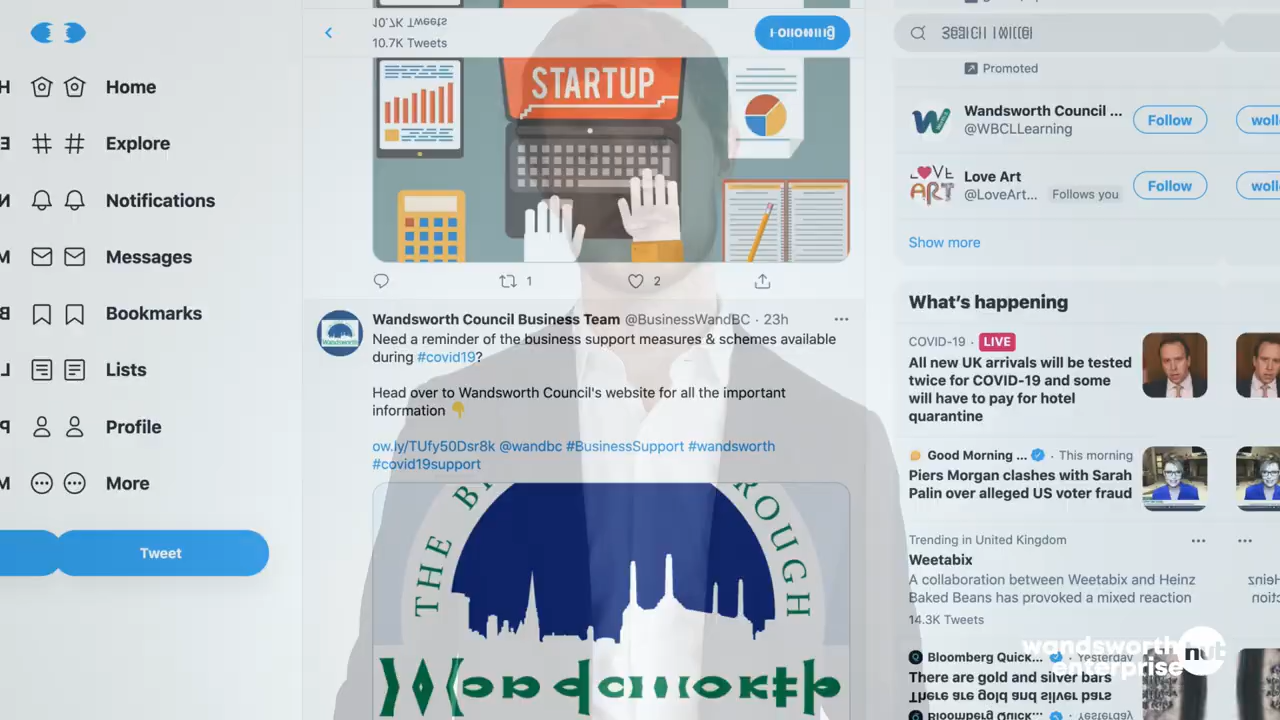 Home
Explore
Notifications
Messages
Bookmarks
Lists
Profile
More
Tweet
10.7K Tweets
Following
STARTUP
1
2
Wandsworth Council Business Team @BusinessWandBC · 23h
Need a reminder of the business support measures & schemes available
during #covid19?
Head over to Wandsworth Council's website for all the important
information 👇
ow.ly/TUfy50Dsr8k @wandbc #BusinessSupport #wandsworth
#covid19support
THE BR
ROUGH
Wandsworth
Promoted
Wandsworth Council ...
@WBCLLearning
Follow
Love Art
@LoveArt... Follows you
Follow
Show more
What's happening
COVID-19 · LIVE
All new UK arrivals will be tested
twice for COVID-19 and some
will have to pay for hotel
quarantine
Good Morning ... · This morning
Piers Morgan clashes with Sarah
Palin over alleged US voter fraud
Trending in United Kingdom
Weetabix
A collaboration between Weetabix and Heinz
Baked Beans has provoked a mixed reaction
14.3K Tweets
Bloomberg Quick... · Yesterday
There are gold and silver bars
wandsworth
enterprise
hub